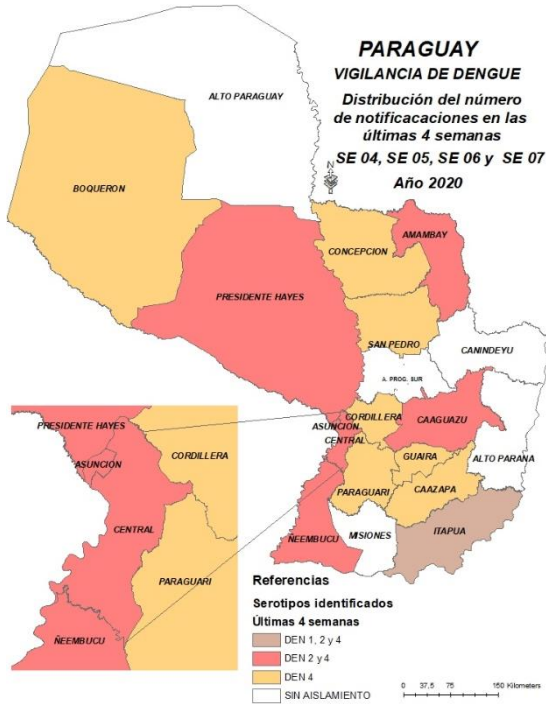 PARAGUAY
VIGILANCIA DE DENGUE
Distribución del número
de notificacaciones en las
últimas 4 semanas
SE 04, SE 05, SE 06 y SE 07
Año 2020
N
ALTO PARAGUAY
BOQUERON
PRESIDENTE HAYES
CONCEPCION
AMAMBAY
SAN PEDRO
CANINDEYU
A. PROG. SUR
CORDILLERA
ASUNCION
CENTRAL
CAAGUAZU
GUAIRA
ALTO PARANA
PARAGUARI
CAAZAPA
ÑEEMBUCU
MISIONES
ITAPUA
PRESIDENTE HAYES
ASUNCIÓN
CORDILLERA
CENTRAL
PARAGUARI
ÑEEMBUCU
Referencias
Serotipos identificados
Últimas 4 semanas
DEN 1, 2 y 4
DEN 2 y 4
DEN 4
SIN AISLAMIENTO
0 37,5 75 150 Kilometers